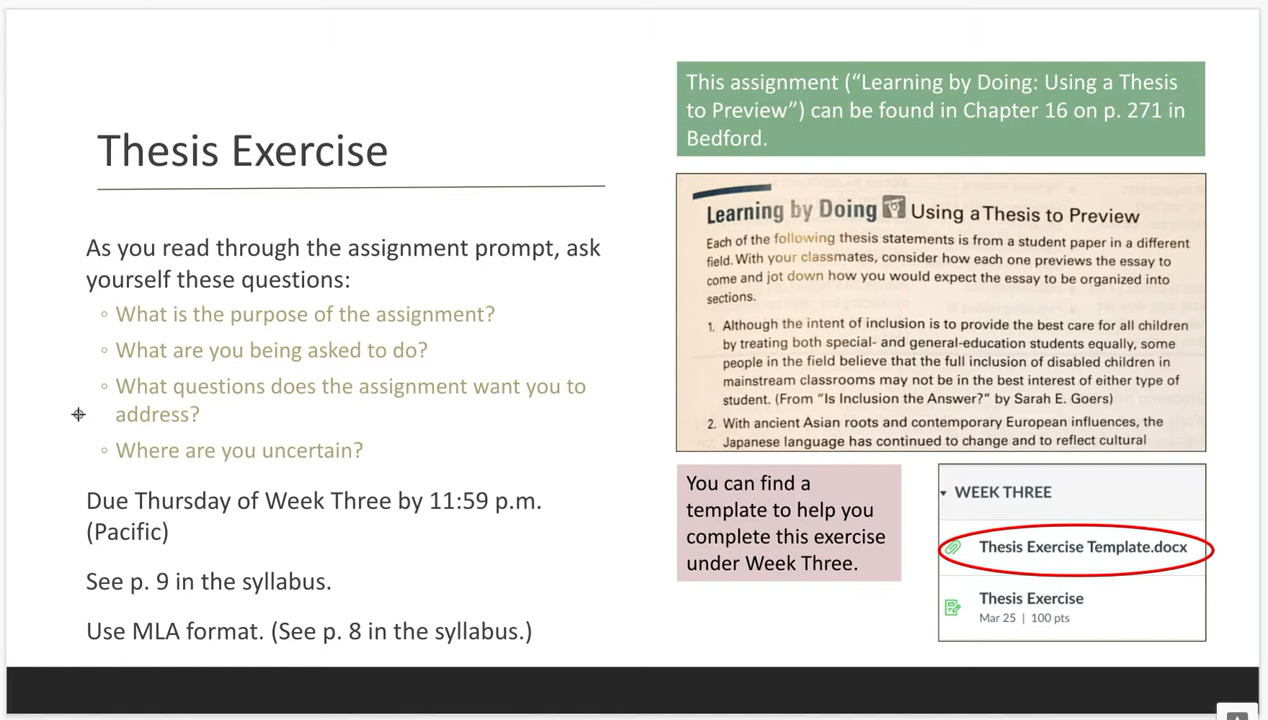 Thesis Exercise
As you read through the assignment prompt, ask
yourself these questions:
◦ What is the purpose of the assignment?
◦ What are you being asked to do?
◦ What questions does the assignment want you to
address?
◦ Where are you uncertain?
Due Thursday of Week Three by 11:59 p.m.
(Pacific)
See p. 9 in the syllabus.
Use MLA format. (See p. 8 in the syllabus.)
This assignment (“Learning by Doing: Using a Thesis
to Preview”) can be found in Chapter 16 on p. 271 in
Bedford.
Learning by Doing Using a Thesis to Preview
Each of the following thesis statements is from a student paper in a different
field. With your classmates, consider how each one previews the essay to
come and jot down how you would expect the essay to be organized into
sections.
1. Although the intent of inclusion is to provide the best care for all children
by treating both special- and general-education students equally, some
people in the field believe that the full inclusion of disabled children in
mainstream classrooms may not be in the best interest of either type of
student. (From “Is Inclusion the Answer?” by Sarah E. Goers)
2. With ancient Asian roots and contemporary European influences, the
Japanese language has continued to change and to reflect cultural
You can find a
template to help you
complete this exercise
under Week Three.
WEEK THREE
Thesis Exercise Template.docx
Thesis Exercise
Mar 25 | 100 pts